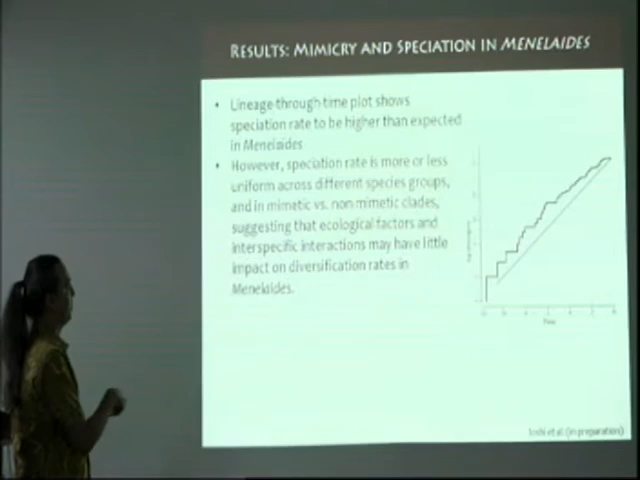 RESULTS: MIMICRY AND SPECIATION IN MENELAIDES
• Lineage-through-time plot shows
speciation rate to be higher than expected
in Menelaides
• However, speciation rate is more or less
uniform across different species groups,
and in mimetic vs. non mimetic clades,
suggesting that ecological factors and
interspecific interactions may have little
impact on diversification rates in
Menelaides.
Time
Joshi et al. (in preparation)